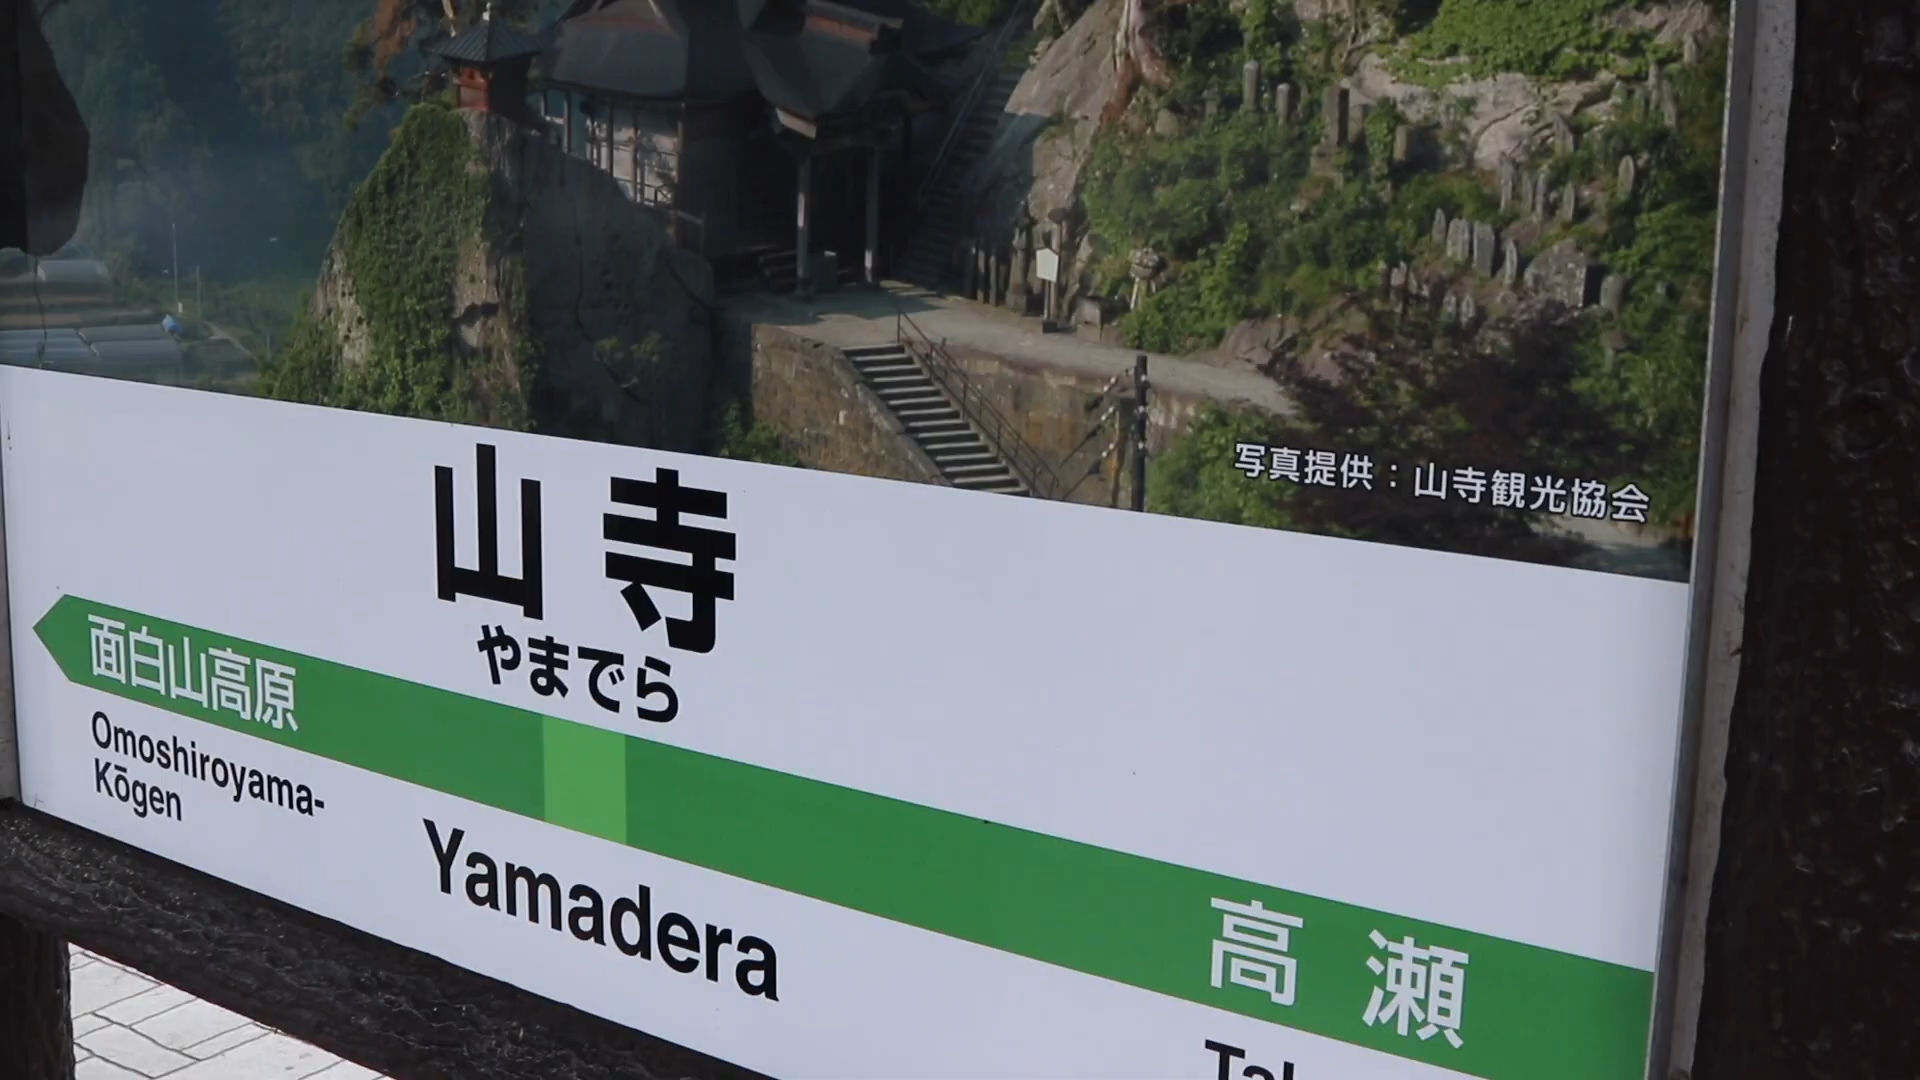 写真提供：山寺観光協会
山寺
やまでら
面白山高原
Omoshiroyama-
Kōgen
Yamadera
高瀬